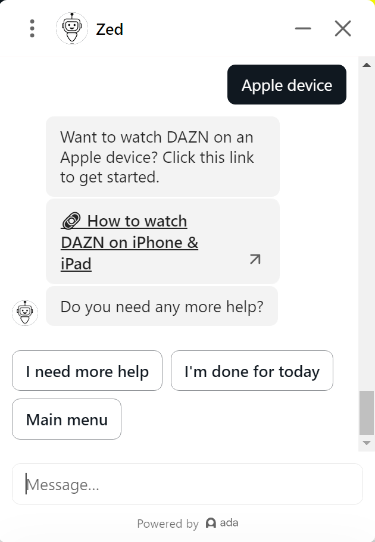 Zed
Apple device
Want to watch DAZN on an
Apple device? Click this link
to get started.
How to watch
DAZN on iPhone &
iPad
Do you need any more help?
I need more help
I'm done for today
Main menu
Message...
Powered by ada